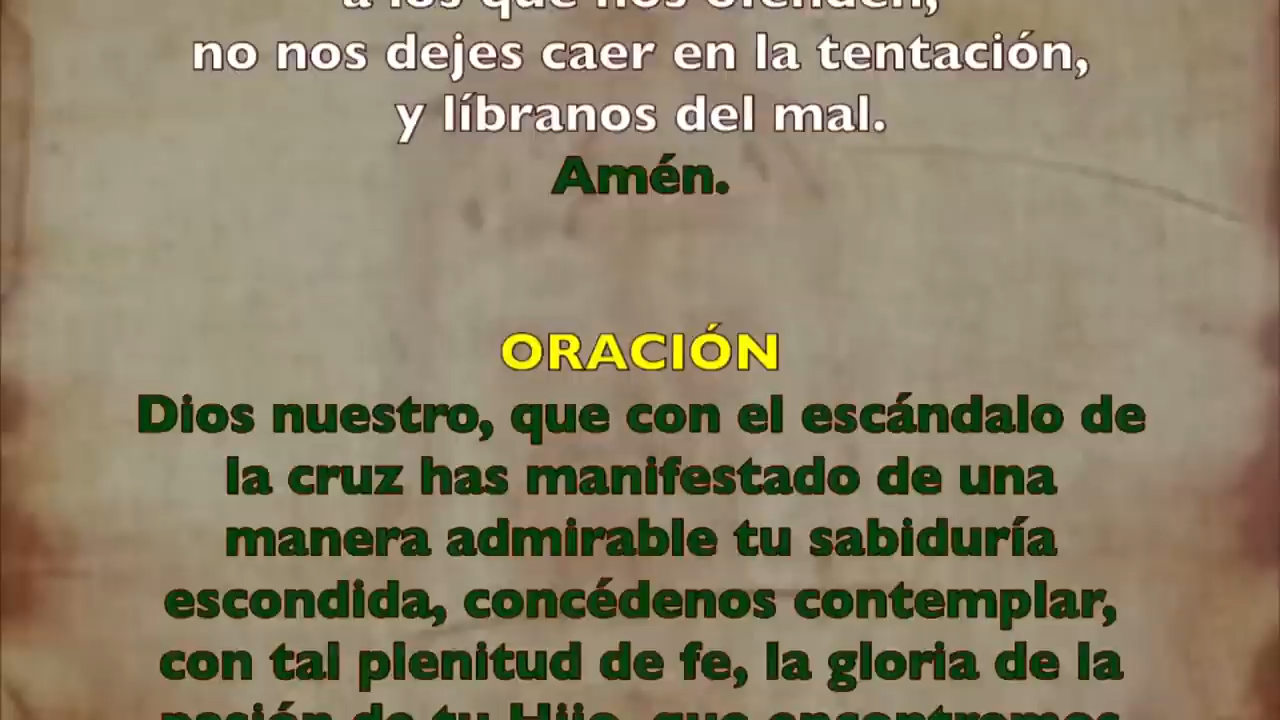 a los que nos ofenden,
no nos dejes caer en la tentación,
y líbranos del mal.
Amén.
ORACIÓN
Dios nuestro, que con el escándalo de
la cruz has manifestado de una
manera admirable tu sabiduría
escondida, concédenos contemplar,
con tal plenitud de fe, la gloria de la
pasión de tu Hijo, que encontremos